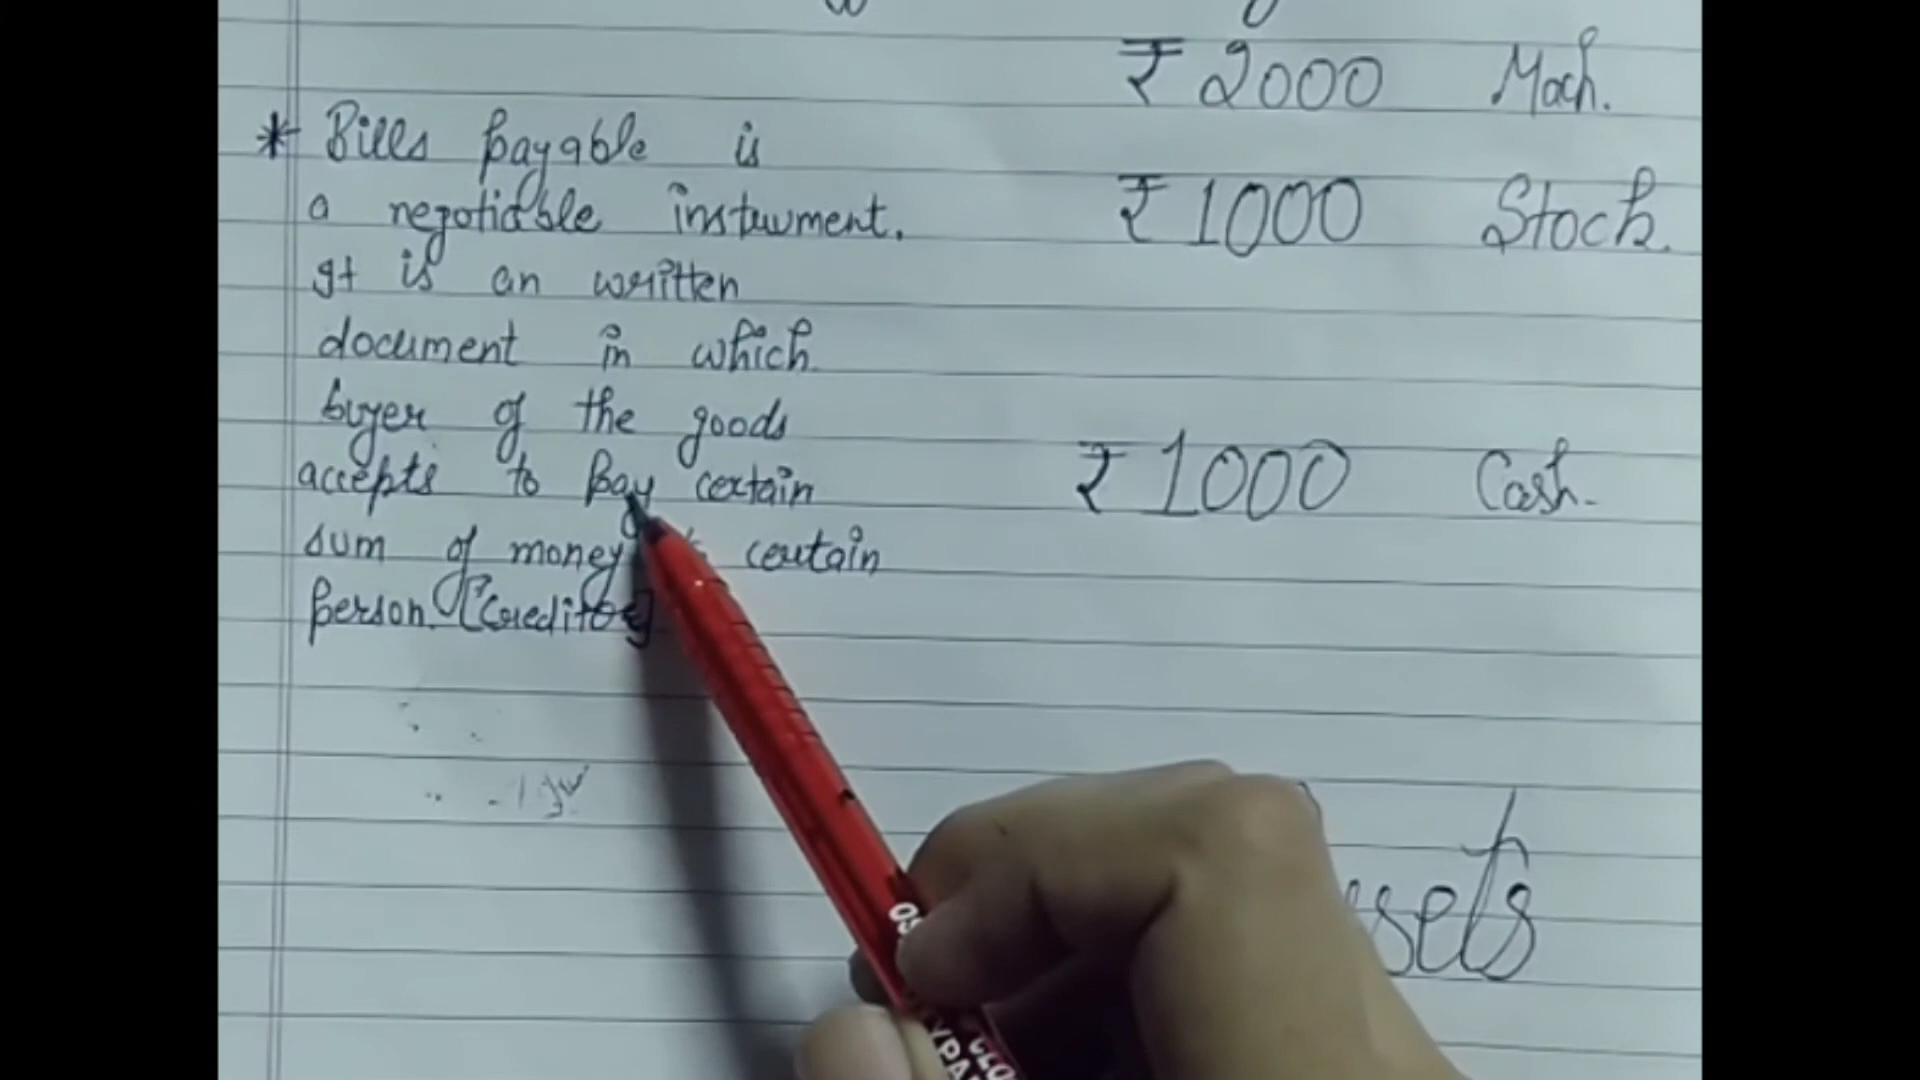 ₹ 2000 Mach.
* Bills payable is
a negotiable instrument.
₹ 1000 Stock.
It is an written
document in which
buyer of the goods
accepts to Pay certain
₹ 1000 Cash.
sum of money certain
person. [Creditor]